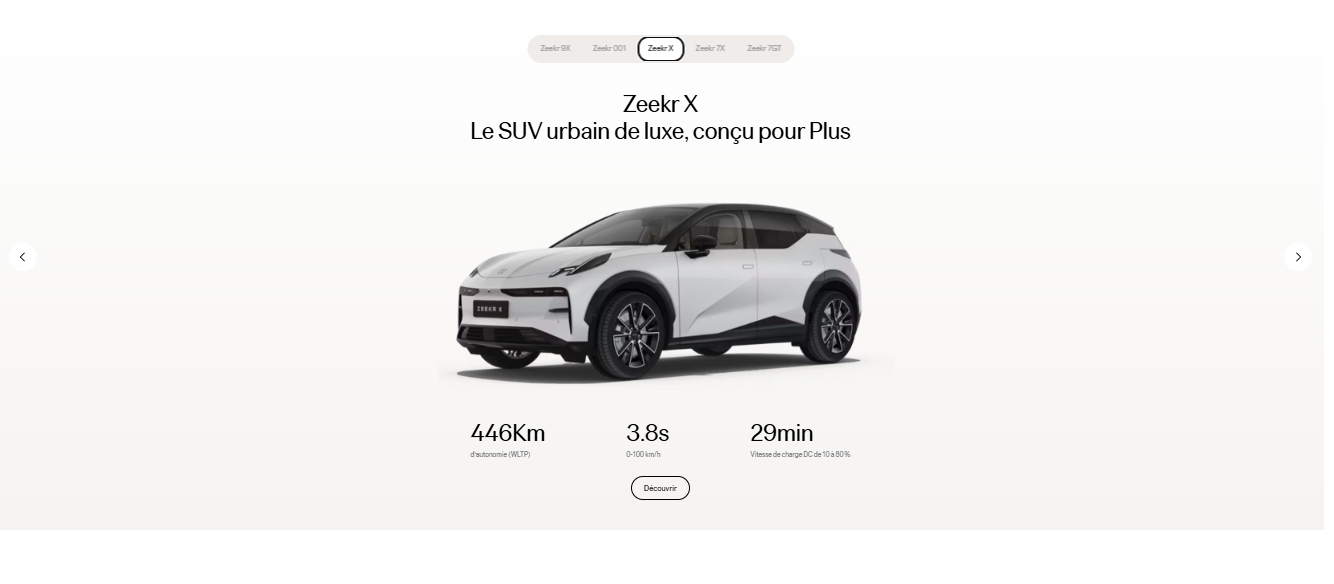 Zeekr 9X Zeekr 001 Zeekr X Zeekr 7X Zeekr 7GT
Zeekr X
Le SUV urbain de luxe, conçu pour Plus
ZEEKR X
446Km 3.8s 29min
d'autonomie (WLTP) 0-100 km/h Vitesse de charge DC de 10 à 80 %
Découvrir